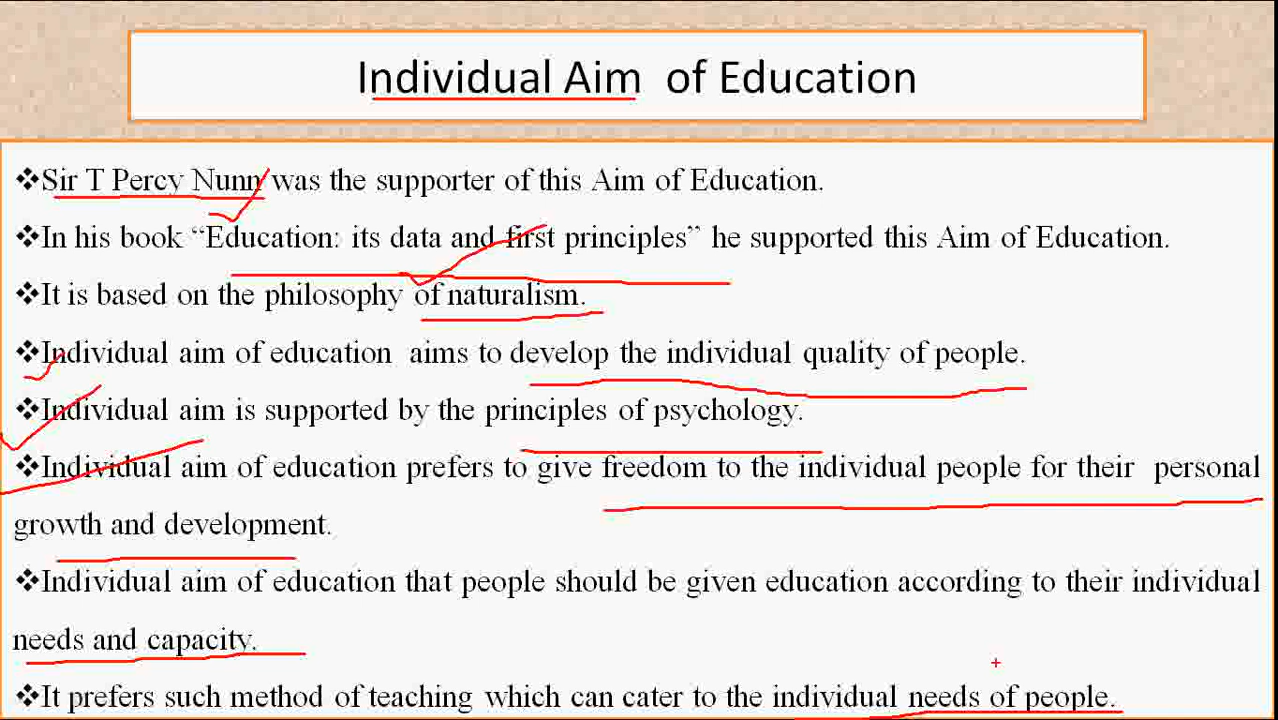 Individual Aim of Education
❖Sir T Percy Nunn was the supporter of this Aim of Education.
❖In his book “Education: its data and first principles” he supported this Aim of Education.
❖It is based on the philosophy of naturalism.
❖Individual aim of education aims to develop the individual quality of people.
❖Individual aim is supported by the principles of psychology.
❖Individual aim of education prefers to give freedom to the individual people for their personal
growth and development.
❖Individual aim of education that people should be given education according to their individual
needs and capacity.
❖It prefers such method of teaching which can cater to the individual needs of people.